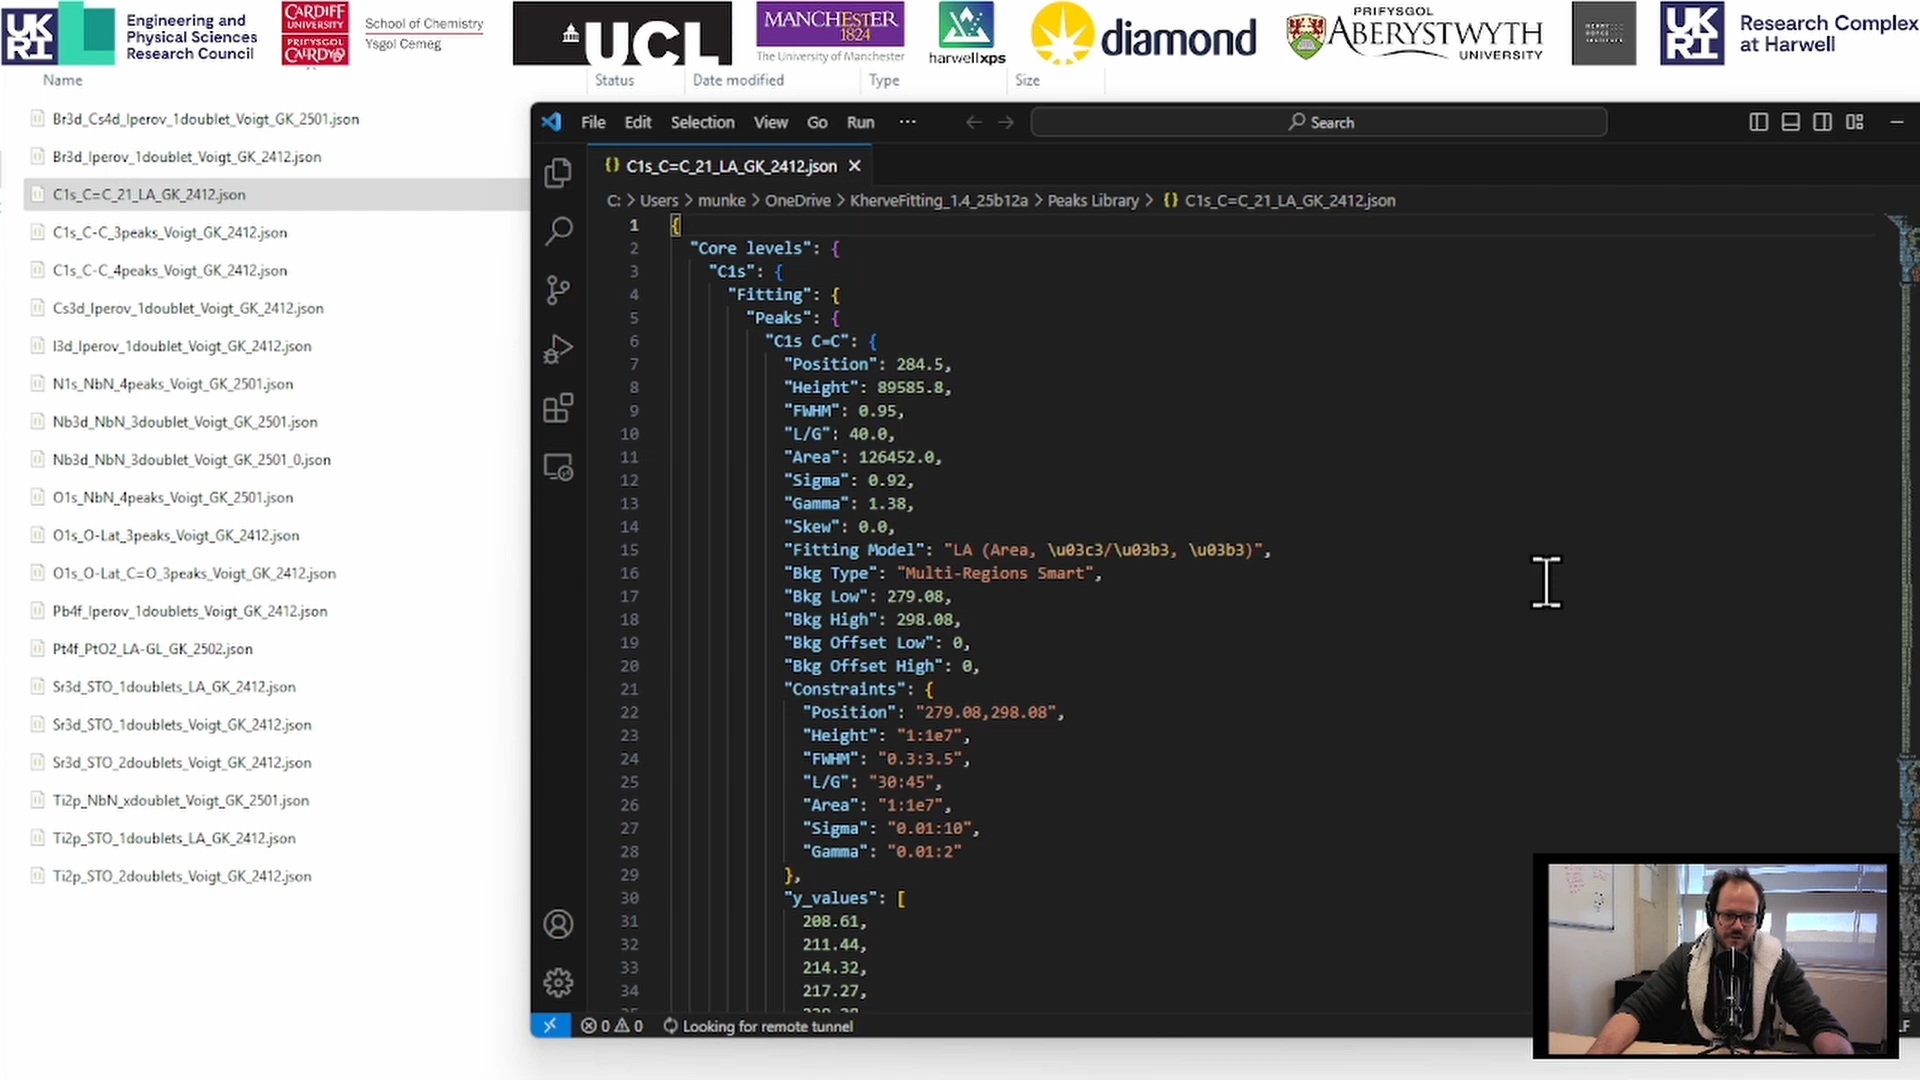 UK
RI
Engineering and
Physical Sciences
Research Council
CARDIFF
UNIVERSITY
PRIFYSGOL
CAERDYDD
School of Chemistry
Ysgol Cemeg
UCL
MANCHESTER
1824
The University of Manchester
harwellxps
diamond
PRIFYSGOL
ABERYSTWYTH
UNIVERSITY
UK
RI
Research Complex
at Harwell
Name
Status
Date modified
Type
Size
Br3d_Cs4d_Iperov_1doublet_Voigt_GK_2501.json
Br3d_Iperov_1doublet_Voigt_GK_2412.json
C1s_C=C_21_LA_GK_2412.json
C1s_C-C_3peaks_Voigt_GK_2412.json
C1s_C-C_4peaks_Voigt_GK_2412.json
Cs3d_Iperov_1doublet_Voigt_GK_2412.json
I3d_Iperov_1doublet_Voigt_GK_2412.json
N1s_NbN_4peaks_Voigt_GK_2501.json
Nb3d_NbN_3doublet_Voigt_GK_2501.json
Nb3d_NbN_3doublet_Voigt_GK_2501_0.json
O1s_NbN_4peaks_Voigt_GK_2501.json
O1s_O-Lat_3peaks_Voigt_GK_2412.json
O1s_O-Lat_C=O_3peaks_Voigt_GK_2412.json
Pb4f_Iperov_1doublets_Voigt_GK_2412.json
Pt4f_PtO2_LA-GL_GK_2502.json
Sr3d_STO_1doublets_LA_GK_2412.json
Sr3d_STO_1doublets_Voigt_GK_2412.json
Sr3d_STO_2doublets_Voigt_GK_2412.json
Ti2p_NbN_xdoublet_Voigt_GK_2501.json
Ti2p_STO_1doublets_LA_GK_2412.json
Ti2p_STO_2doublets_Voigt_GK_2412.json
File Edit Selection View Go Run ··· Search
{} C1s_C=C_21_LA_GK_2412.json
C: > Users > munke > OneDrive > KherveFitting_1.4_25b12a > Peaks Library > {} C1s_C=C_21_LA_GK_2412.json
1 {
2 "Core levels": {
3 "C1s": {
4 "Fitting": {
5 "Peaks": {
6 "C1s C=C": {
7 "Position": 284.5,
8 "Height": 89585.8,
9 "FWHM": 0.95,
10 "L/G": 40.0,
11 "Area": 126452.0,
12 "Sigma": 0.92,
13 "Gamma": 1.38,
14 "Skew": 0.0,
15 "Fitting Model": "LA (Area, \u03c3/\u03b3, \u03b3)",
16 "Bkg Type": "Multi-Regions Smart",
17 "Bkg Low": 279.08,
18 "Bkg High": 298.08,
19 "Bkg Offset Low": 0,
20 "Bkg Offset High": 0,
21 "Constraints": {
22 "Position": "279.08,298.08",
23 "Height": "1:1e7",
24 "FWHM": "0.3:3.5",
25 "L/G": "30:45",
26 "Area": "1:1e7",
27 "Sigma": "0.01:10",
28 "Gamma": "0.01:2"
29 },
30 "y_values": [
31 208.61,
32 211.44,
33 214.32,
34 217.27,
0 0 Looking for remote tunnel